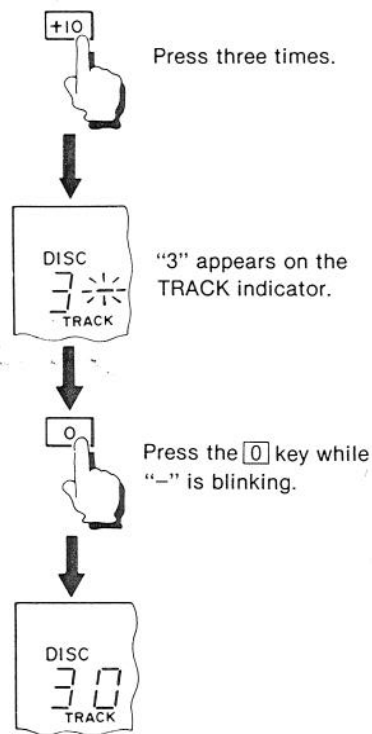 +10
Press three times.
DISC
3 -
TRACK
“3” appears on the
TRACK indicator.
0
Press the 0 key while
“–” is blinking.
DISC
30
TRACK